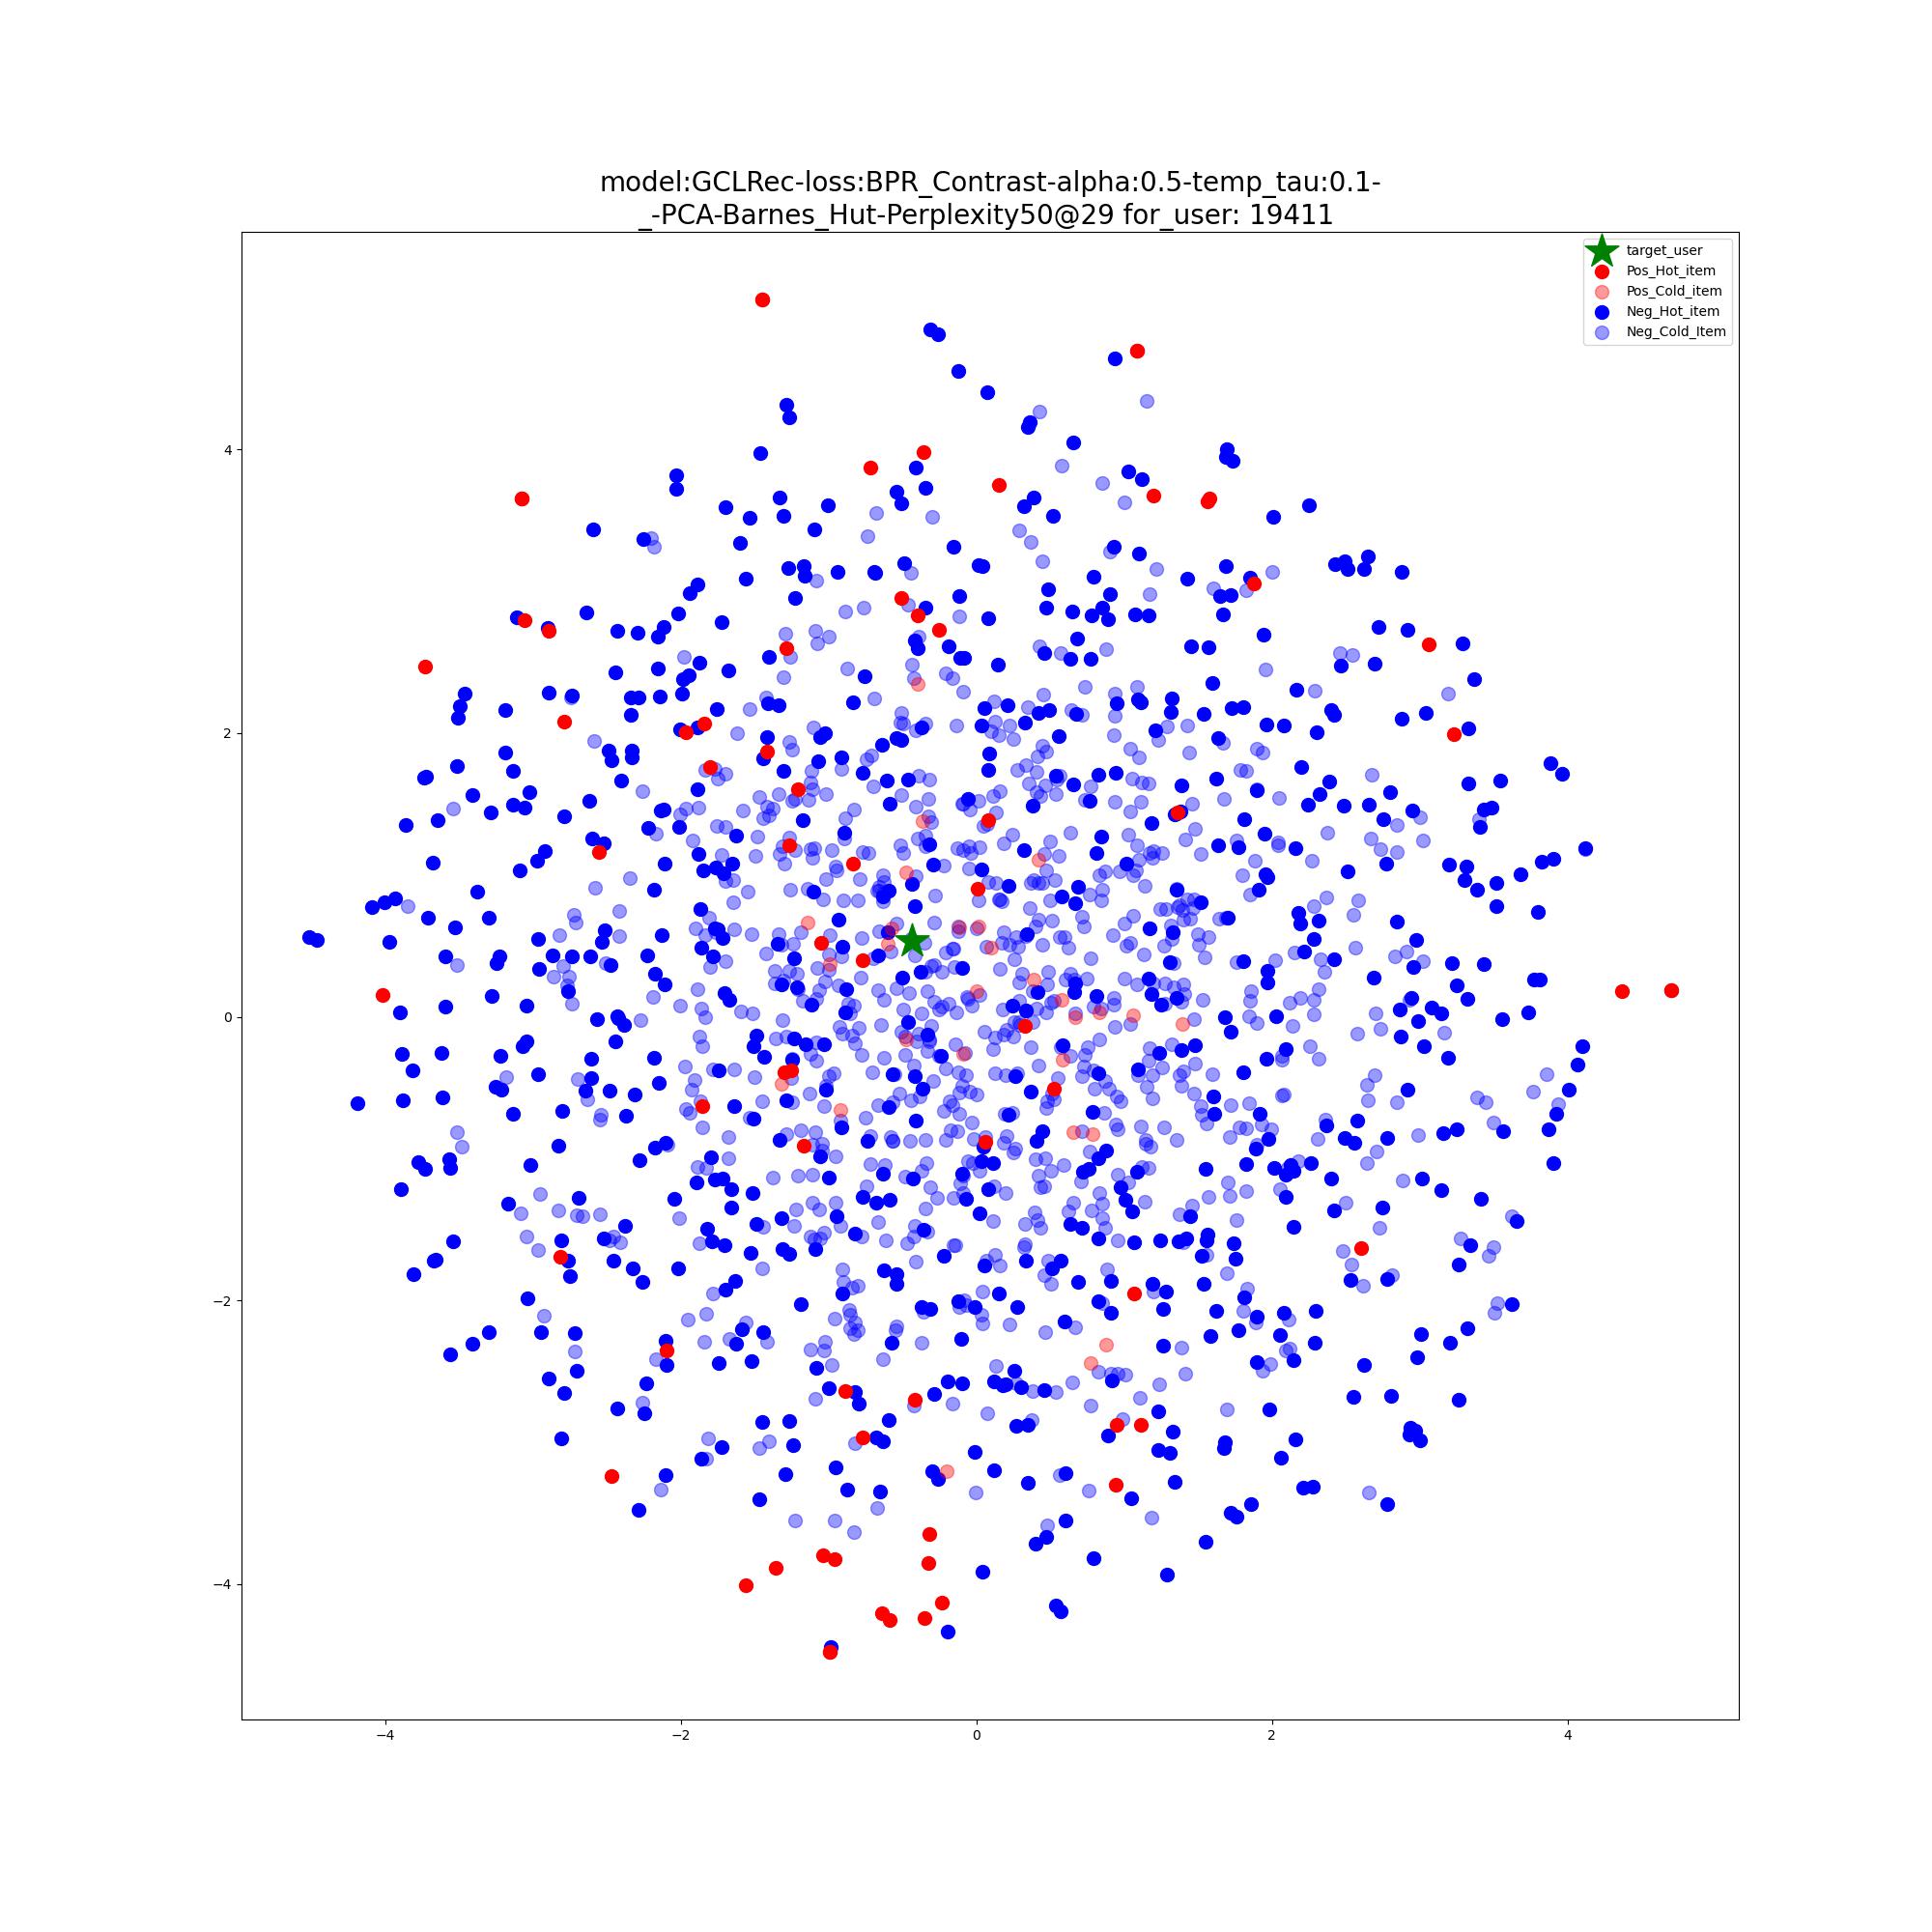 model:GCLRec-loss:BPR_Contrast-alpha:0.5-temp_tau:0.1-
_-PCA-Barnes_Hut-Perplexity50@29 for_user: 19411
target_user
Pos_Hot_item
Pos_Cold_item
Neg_Hot_item
Neg_Cold_Item
4
2
0
−2
−4
−4
−2
0
2
4